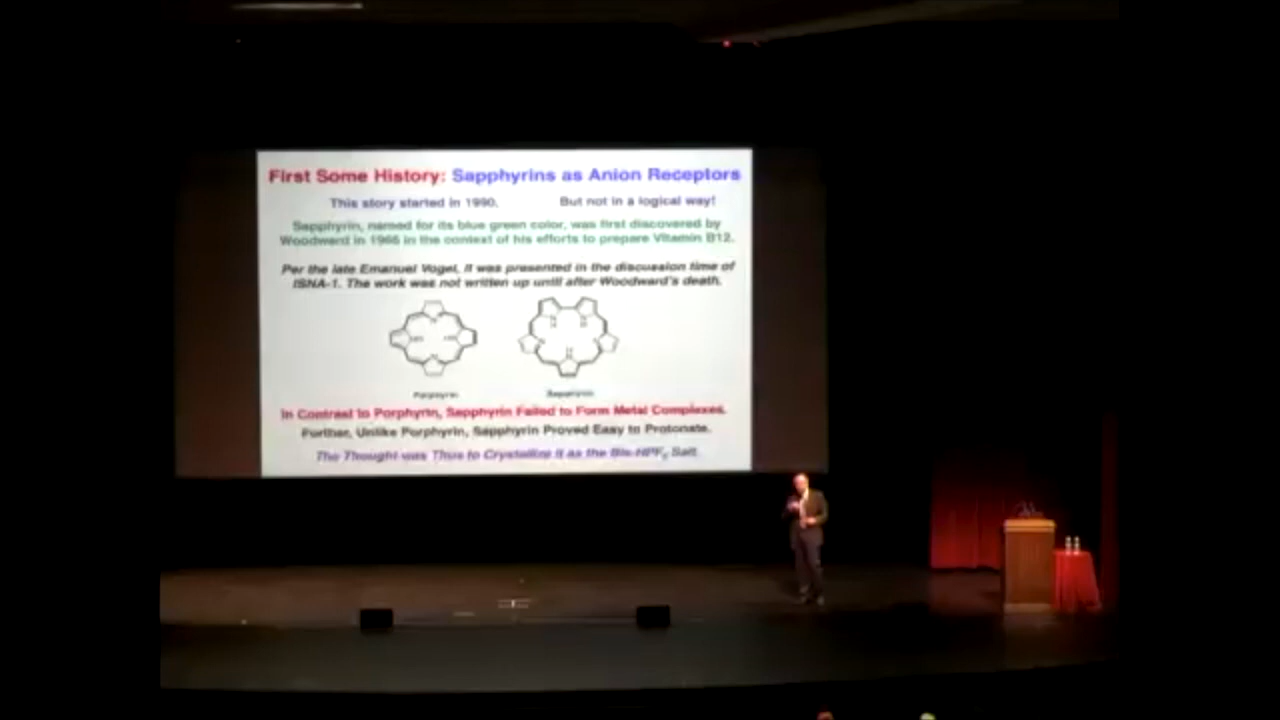 First Some History: Sapphyrins as Anion Receptors
This story started in 1990. But not in a logical way!
Sapphyrin, named for its blue green color, was first discovered by
Woodward in 1966 in the context of his efforts to prepare Vitamin B12.
Per the late Emanuel Vogel, it was presented in the discussion time of
ISNA-1. The work was not written up until after Woodward's death.
Porphyrin Sapphyrin
In Contrast to Porphyrin, Sapphyrin Failed to Form Metal Complexes.
Further, Unlike Porphyrin, Sapphyrin Proved Easy to Protonate.
The Thought was Thus to Crystallize it as the Bis-HPF₆ Salt.